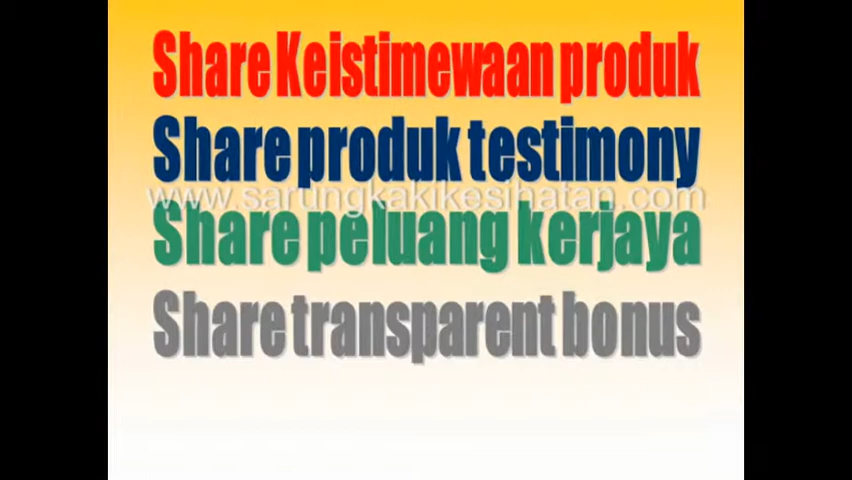 Share Keistimewaan produk
Share produk testimony
www.sarungkakikesihatan.com
Share peluang kerjaya
Share transparent bonus